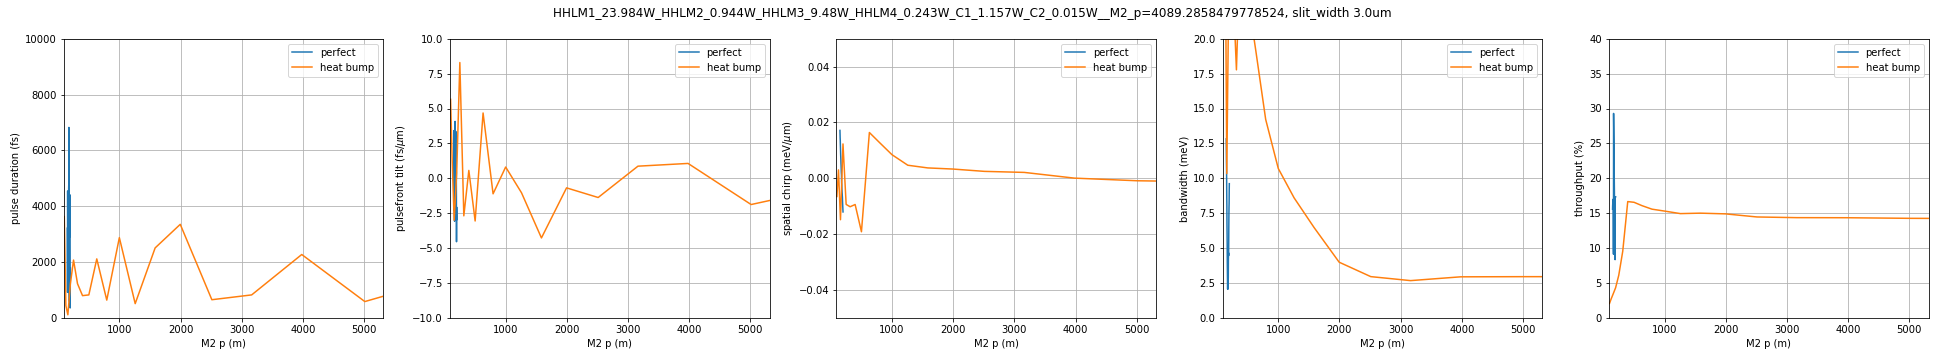 HHLM1_23.984W_HHLM2_0.944W_HHLM3_9.48W_HHLM4_0.243W_C1_1.157W_C2_0.015W__M2_p=4089.2858479778524, slit_width 3.0um
pulse duration (fs)
10000
8000
6000
4000
2000
0
perfect
heat bump
1000 2000 3000 4000 5000
M2 p (m)
pulsefront tilt (fs/μm)
10.0
7.5
5.0
2.5
0.0
−2.5
−5.0
−7.5
−10.0
perfect
heat bump
1000 2000 3000 4000 5000
M2 p (m)
spatial chirp (meV/μm)
0.04
0.02
0.00
−0.02
−0.04
perfect
heat bump
1000 2000 3000 4000 5000
M2 p (m)
bandwidth (meV)
20.0
17.5
15.0
12.5
10.0
7.5
5.0
2.5
0.0
perfect
heat bump
1000 2000 3000 4000 5000
M2 p (m)
throughput (%)
40
35
30
25
20
15
10
5
0
perfect
heat bump
1000 2000 3000 4000 5000
M2 p (m)